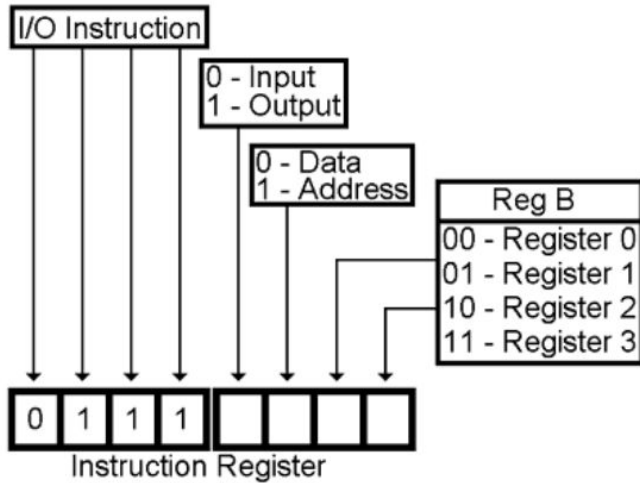 I/O Instruction
0 - Input
1 - Output
0 - Data
1 - Address
Reg B
00 - Register 0
01 - Register 1
10 - Register 2
11 - Register 3
0 1 1 1
Instruction Register